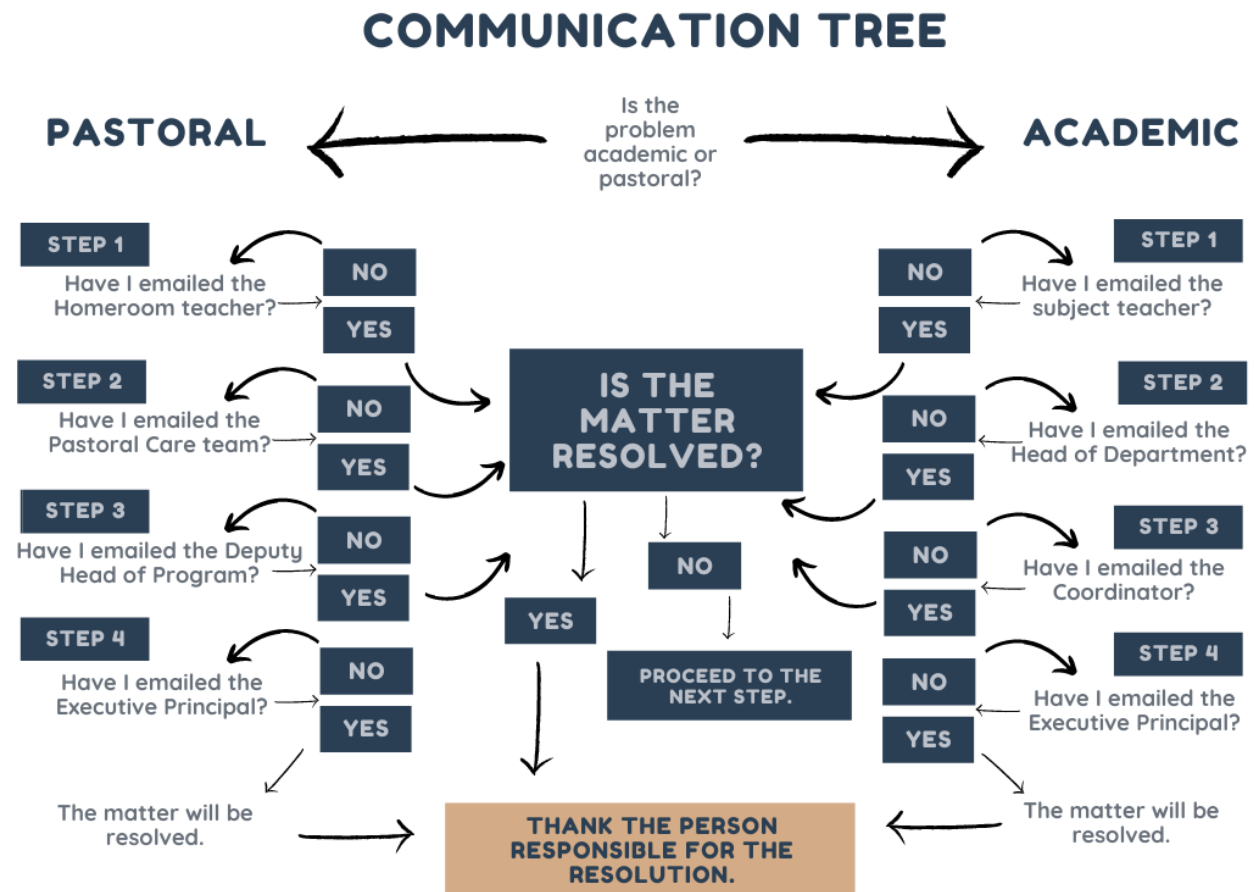 COMMUNICATION TREE
PASTORAL
Is the
problem
academic or
pastoral?
ACADEMIC
STEP 1
Have I emailed the
Homeroom teacher?
NO
YES
STEP 2
Have I emailed the
Pastoral Care team?
NO
YES
STEP 3
Have I emailed the Deputy
Head of Program?
NO
YES
STEP 4
Have I emailed the
Executive Principal?
NO
YES
The matter will be
resolved.
IS THE
MATTER
RESOLVED?
YES
NO
PROCEED TO THE
NEXT STEP.
THANK THE PERSON
RESPONSIBLE FOR THE
RESOLUTION.
STEP 1
Have I emailed the
subject teacher?
NO
YES
STEP 2
Have I emailed the
Head of Department?
NO
YES
STEP 3
Have I emailed the
Coordinator?
NO
YES
STEP 4
Have I emailed the
Executive Principal?
NO
YES
The matter will be
resolved.